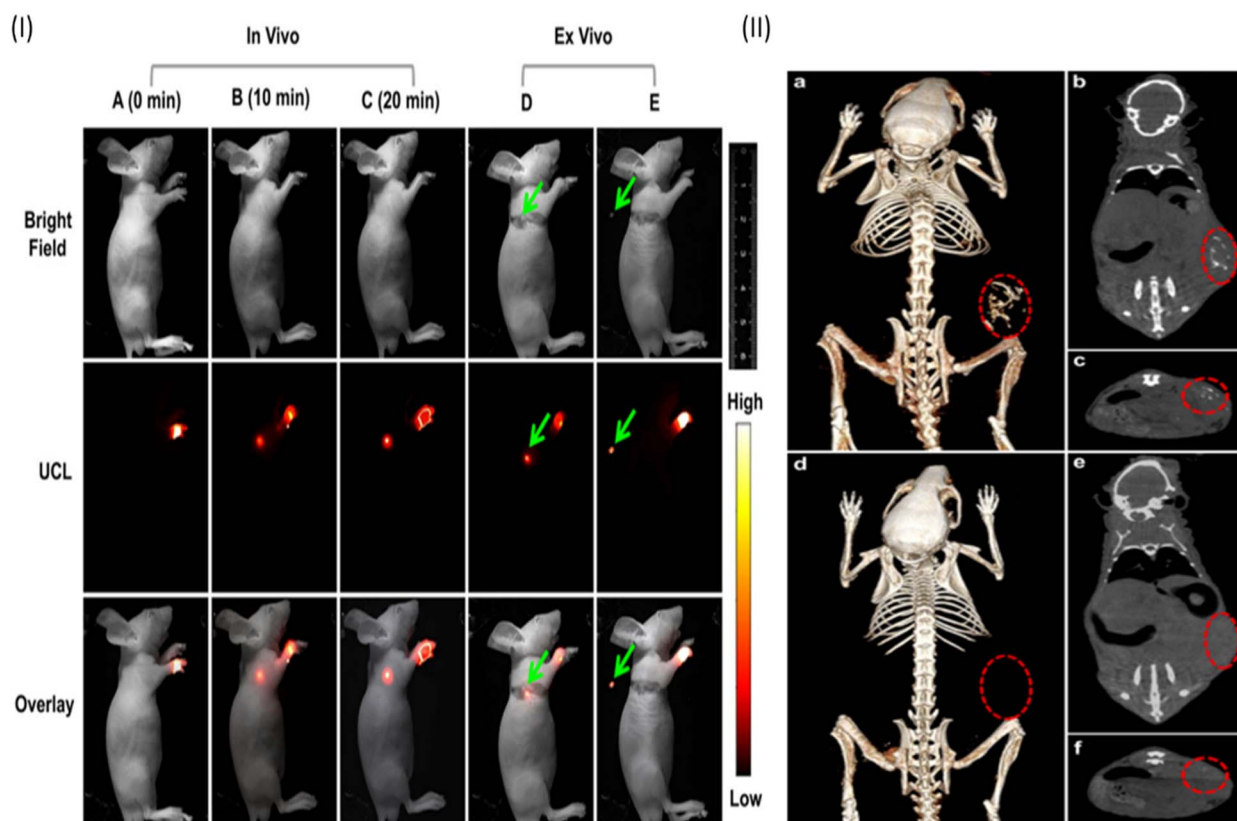 (I)
(II)
In Vivo
Ex Vivo
A (0 min)
B (10 min)
C (20 min)
D
E
Bright
Field
UCL
Overlay
High
Low
a
b
c
d
e
f